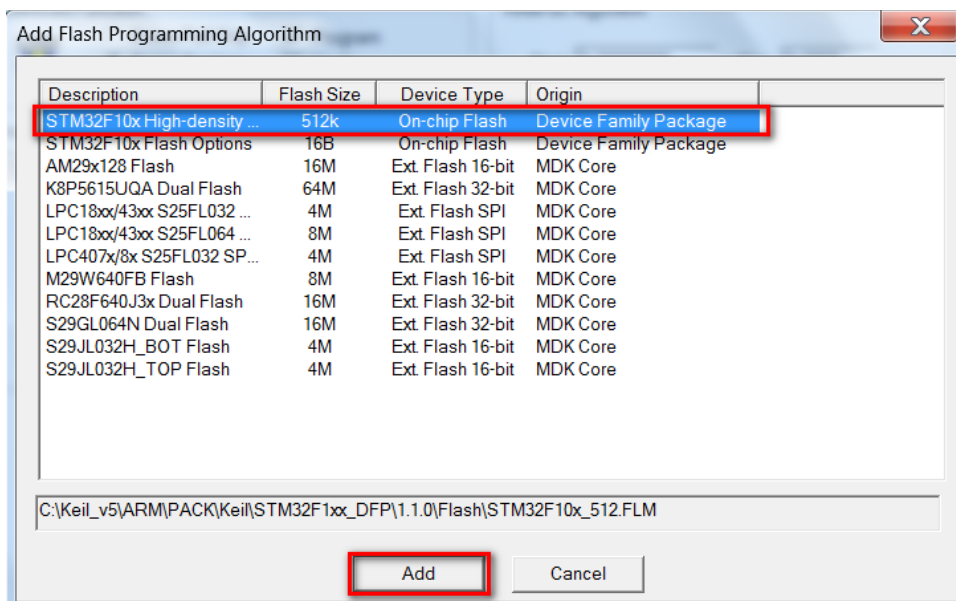 Add Flash Programming Algorithm
Description Flash Size Device Type Origin
STM32F10x High-density ... 512k On-chip Flash Device Family Package
STM32F10x Flash Options 16B On-chip Flash Device Family Package
AM29x128 Flash 16M Ext. Flash 16-bit MDK Core
K8P5615UQA Dual Flash 64M Ext. Flash 32-bit MDK Core
LPC18xx/43xx S25FL032 ... 4M Ext. Flash SPI MDK Core
LPC18xx/43xx S25FL064 ... 8M Ext. Flash SPI MDK Core
LPC407x/8x S25FL032 SP... 4M Ext. Flash SPI MDK Core
M29W640FB Flash 8M Ext. Flash 16-bit MDK Core
RC28F640J3x Dual Flash 16M Ext. Flash 32-bit MDK Core
S29GL064N Dual Flash 16M Ext. Flash 32-bit MDK Core
S29JL032H_BOT Flash 4M Ext. Flash 16-bit MDK Core
S29JL032H_TOP Flash 4M Ext. Flash 16-bit MDK Core
C:\Keil_v5\ARM\PACK\Keil\STM32F1xx_DFP\1.1.0\Flash\STM32F10x_512.FLM
Add Cancel